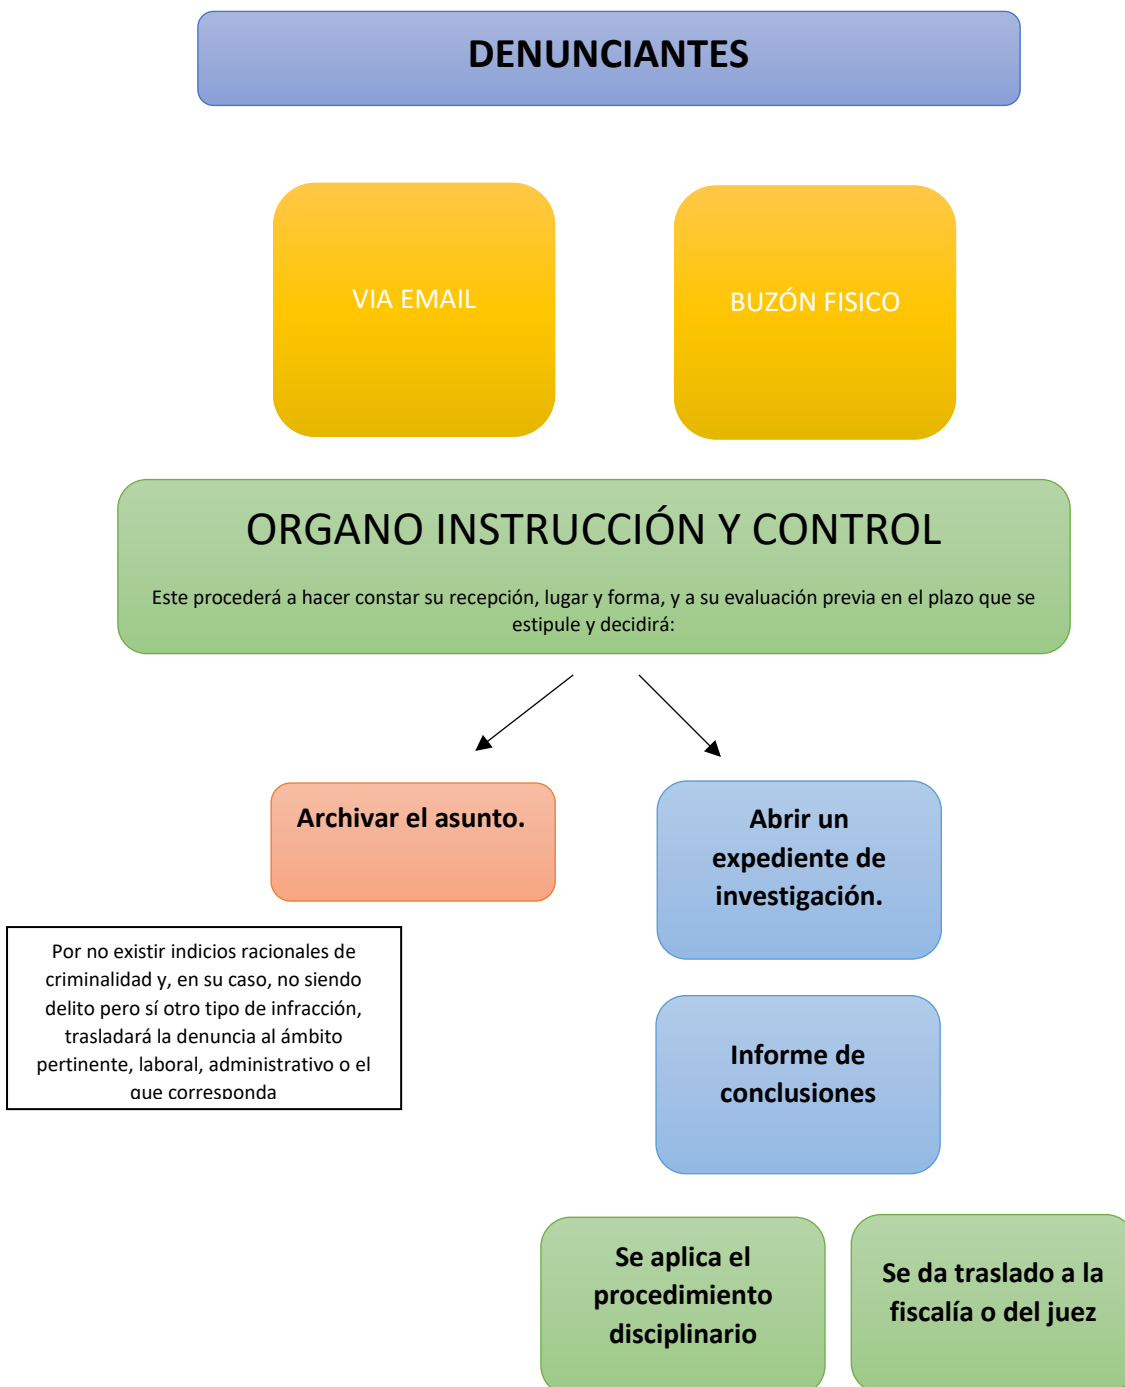 DENUNCIANTES
VIA EMAIL
BUZÓN FISICO
ORGANO INSTRUCCIÓN Y CONTROL
Este procederá a hacer constar su recepción, lugar y forma, y a su evaluación previa en el plazo que se
estipule y decidirá:
Archivar el asunto.
Abrir un
expediente de
investigación.
Por no existir indicios racionales de
criminalidad y, en su caso, no siendo
delito pero sí otro tipo de infracción,
trasladará la denuncia al ámbito
pertinente, laboral, administrativo o el
que corresponda
Informe de
conclusiones
Se aplica el
procedimiento
disciplinario
Se da traslado a la
fiscalía o del juez